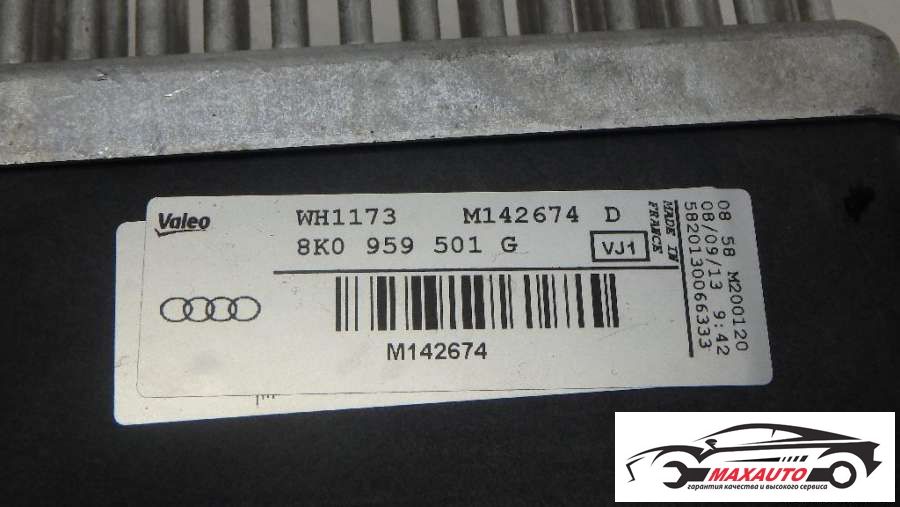 Valeo
WH1173 M142674 D
8K0 959 501 G VJ1
M142674
MADE IN
FRANCE
08 58 M200120
08/09/13 9:42
5820130066333
MAXAUTO
гарантия качества и высокого сервиса